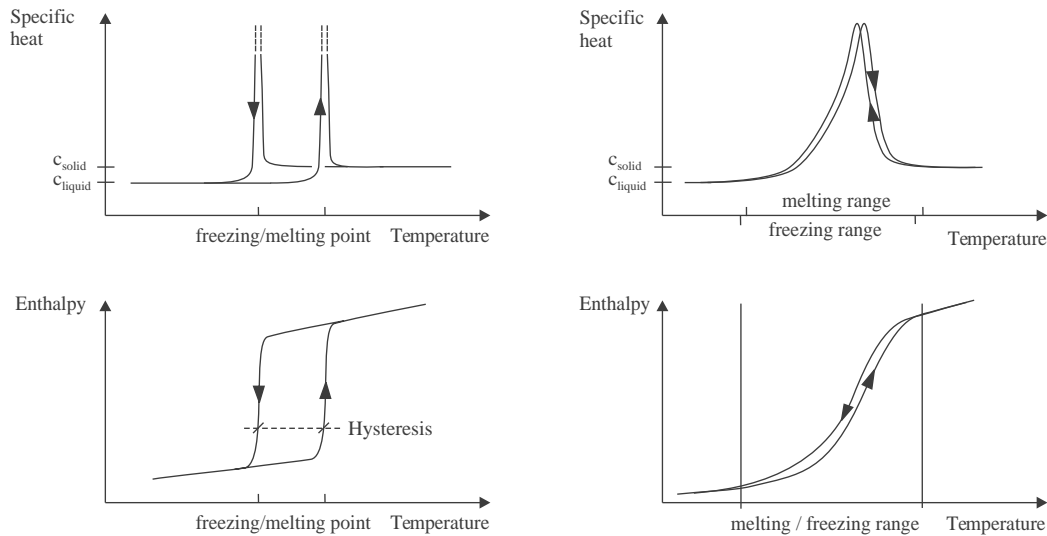 Specific
heat
c_solid
c_liquid
freezing/melting point
Temperature
Specific
heat
c_solid
c_liquid
melting range
freezing range
Temperature
Enthalpy
Hysteresis
freezing/melting point
Temperature
Enthalpy
melting / freezing range
Temperature